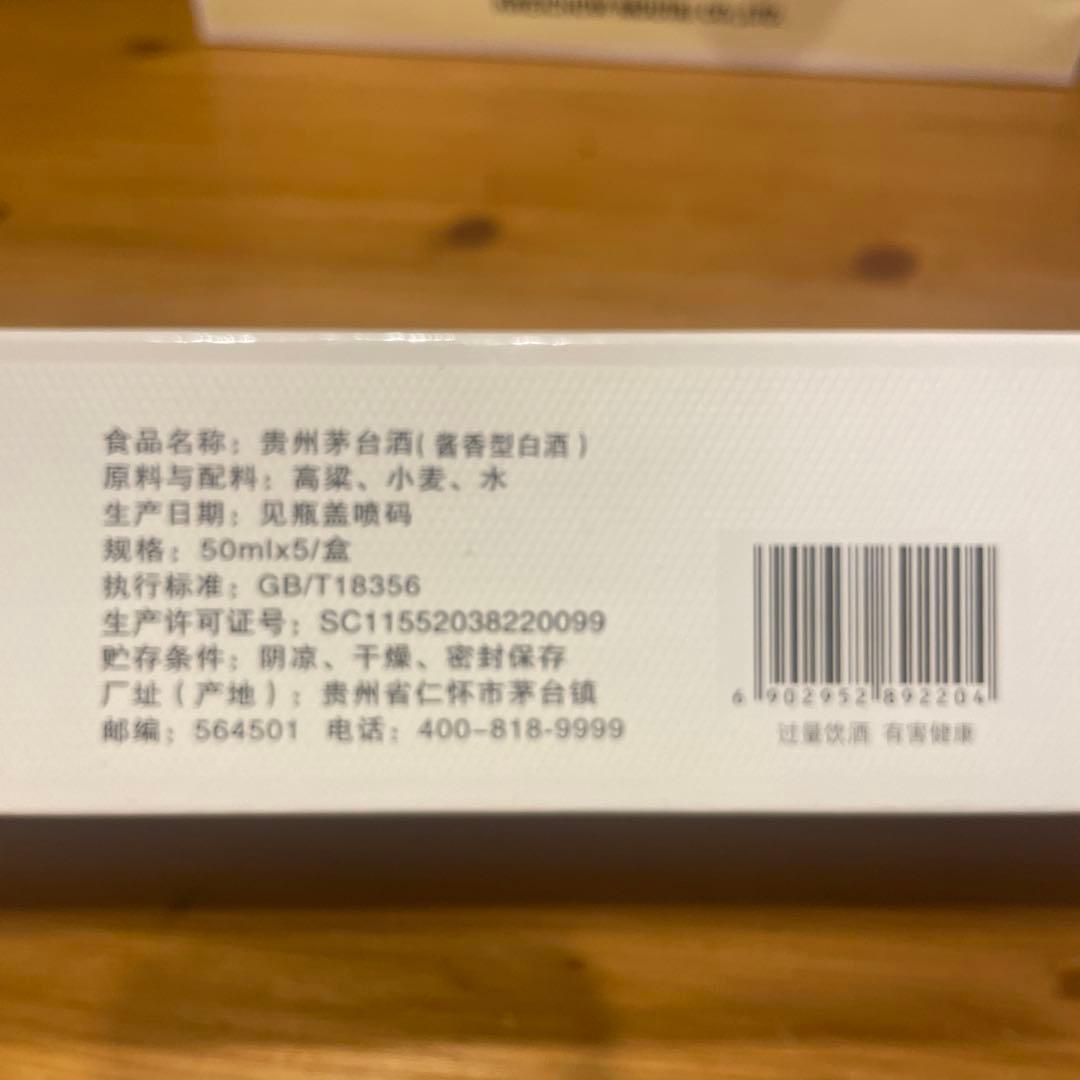 食品名称：贵州茅台酒(酱香型白酒)
原料与配料：高粱、小麦、水
生产日期：见瓶盖喷码
规格：50mlx5/盒
执行标准：GB/T18356
生产许可证号：SC11552038220099
贮存条件：阴凉、干燥、密封保存
厂址（产地）：贵州省仁怀市茅台镇
邮编：564501 电话：400-818-9999
6 902952 892204
过量饮酒 有害健康